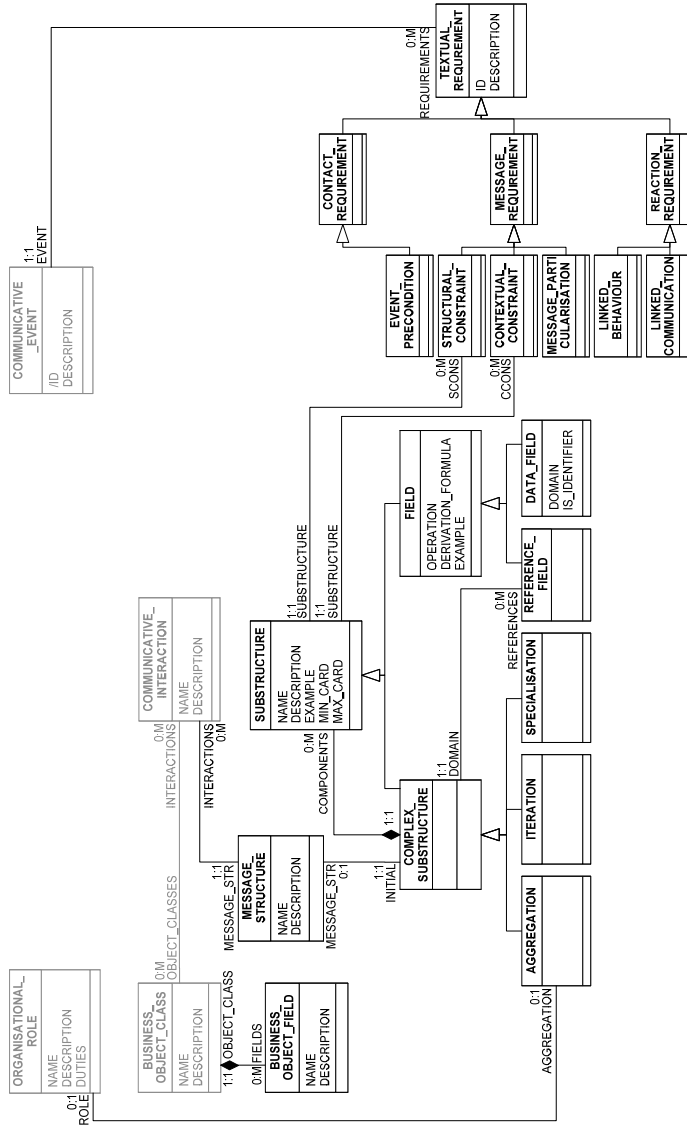 ORGANISATIONAL_
ROLE
NAME
DESCRIPTION
DUTIES
0:1
ROLE
COMMUNICATIVE
_EVENT
/ID
DESCRIPTION
1:1
EVENT
BUSINESS_
OBJECT_CLASS
NAME
DESCRIPTION
0:M
OBJECT_CLASSES
0:M
INTERACTIONS
COMMUNICATIVE_
INTERACTION
NAME
DESCRIPTION
INTERACTIONS
0:M
1:1
OBJECT_CLASS
0:M
FIELDS
BUSINESS_
OBJECT_FIELD
NAME
DESCRIPTION
1:1
MESSAGE_STR
MESSAGE_
STRUCTURE
NAME
DESCRIPTION
MESSAGE_STR
0:1
1:1
INITIAL
SUBSTRUCTURE
NAME
DESCRIPTION
EXAMPLE
MIN_CARD
MAX_CARD
1:1
SUBSTRUCTURE
1:1
SUBSTRUCTURE
0:M
COMPONENTS
1:1
COMPLEX_
SUBSTRUCTURE
1:1
DOMAIN
FIELD
OPERATION
DERIVATION_FORMULA
EXAMPLE
AGGREGATION
0:1
AGGREGATION
ITERATION
SPECIALISATION
0:M
REFERENCES
REFERENCE_
FIELD
DATA_FIELD
DOMAIN
IS_IDENTIFIER
0:M
SCONS
0:M
CCONS
EVENT_
PRECONDITION
STRUCTURAL_
CONSTRAINT
CONTEXTUAL_
CONSTRAINT
MESSAGE_PARTI
CULARISATION
LINKED_
BEHAVIOUR
LINKED_
COMMUNICATION
CONTACT_
REQUIREMENT
MESSAGE_
REQUIREMENT
REACTION_
REQUIREMENT
0:M
REQUIREMENTS
TEXTUAL_
REQUREMENT
ID
DESCRIPTION